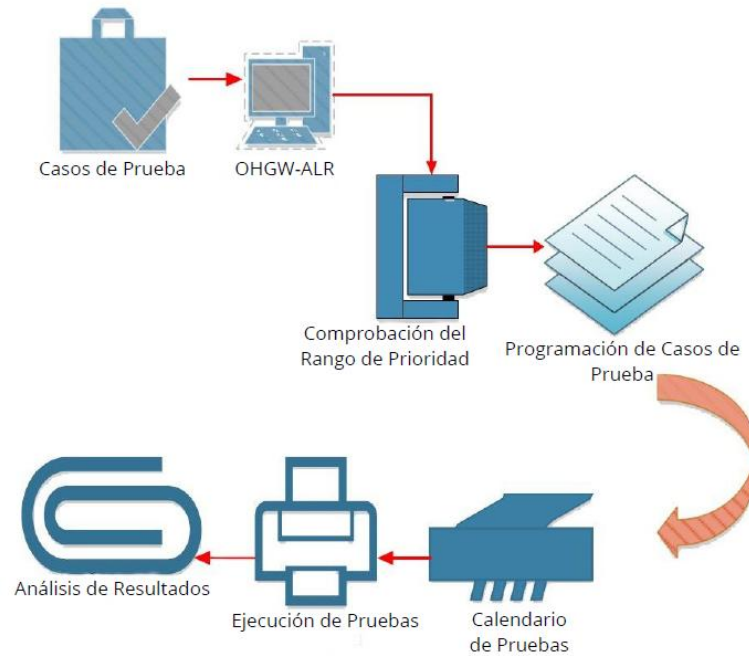 Casos de Prueba
OHGW-ALR
Comprobación del
Rango de Prioridad
Programación de Casos de
Prueba
Análisis de Resultados
Ejecución de Pruebas
Calendario
de Pruebas